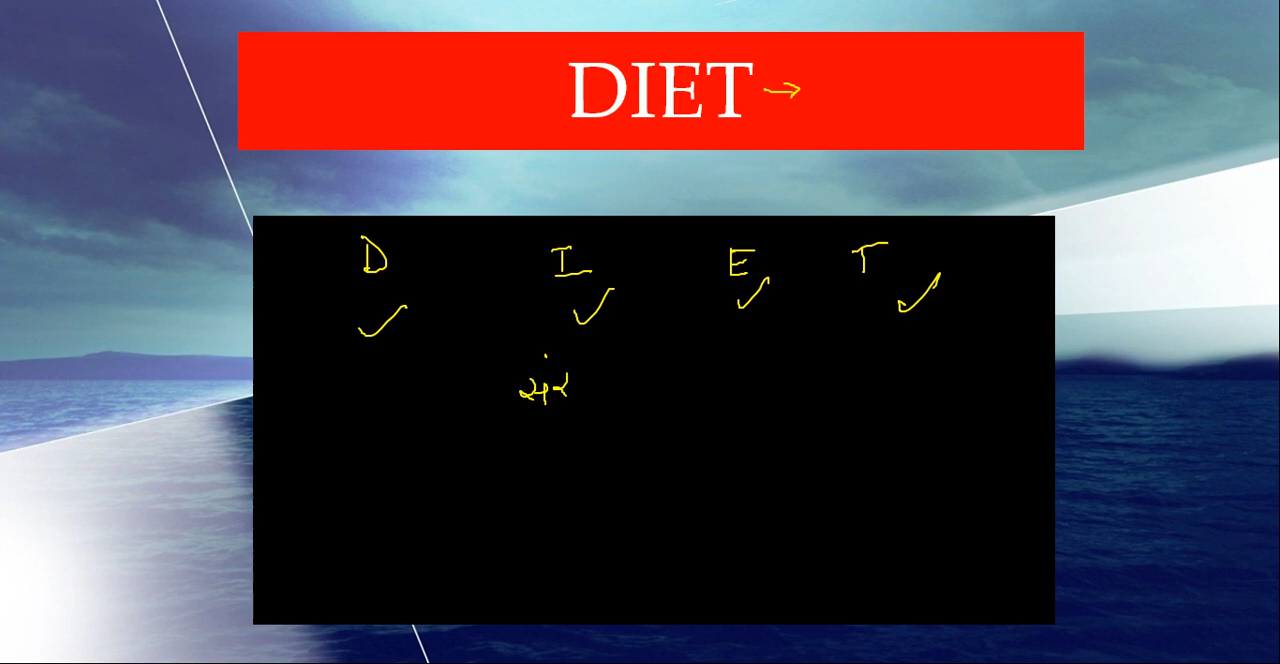 DIET →
D I E T
✓ ✓ ✓ ✓